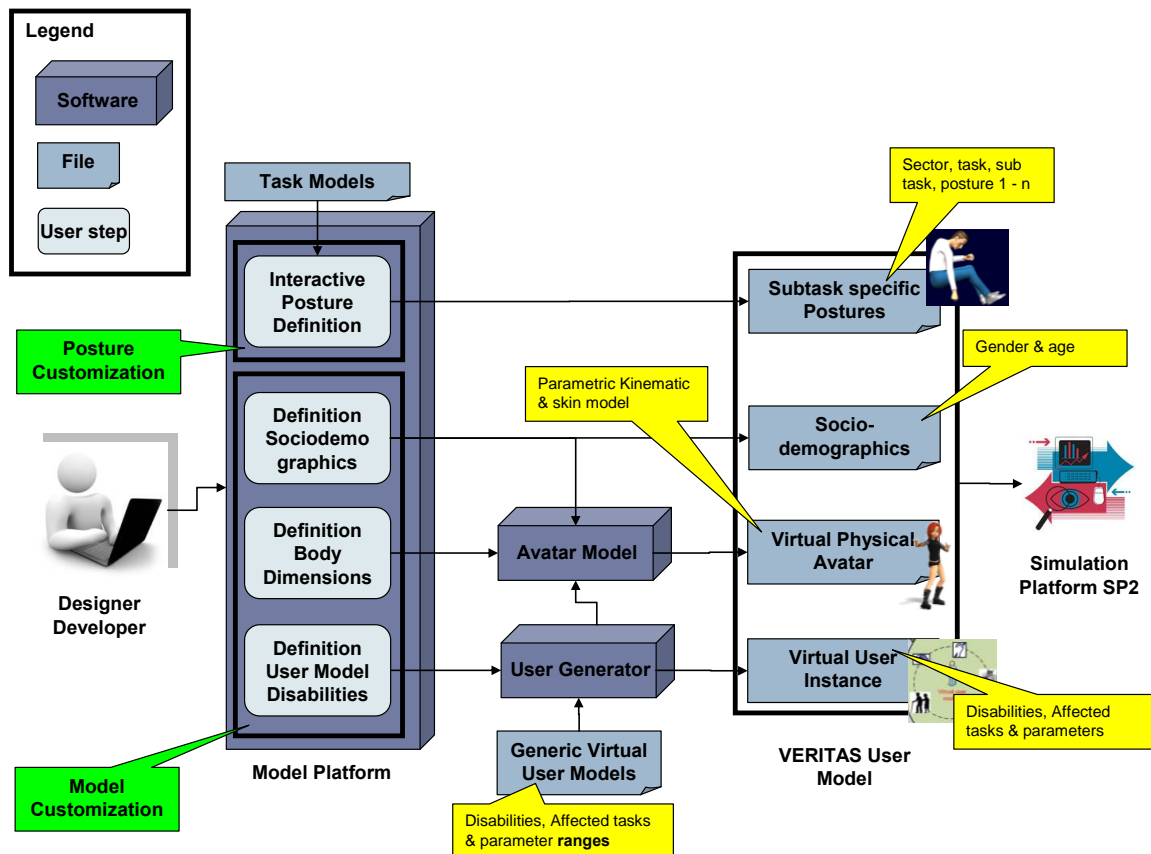 Legend
Software
File
User step
Task Models
Sector, task, sub
task, posture 1 - n
Interactive
Posture
Definition
Subtask specific
Postures
Posture
Customization
Gender & age
Parametric Kinematic
& skin model
Definition
Sociodemo
graphics
Socio-
demographics
Definition
Body
Dimensions
Avatar Model
Virtual Physical
Avatar
Simulation
Platform SP2
Designer
Developer
Definition
User Model
Disabilities
User Generator
Virtual User
Instance
Disabilities, Affected
tasks & parameters
Generic Virtual
User Models
Model Platform
VERITAS User
Model
Model
Customization
Disabilities, Affected tasks
& parameter ranges